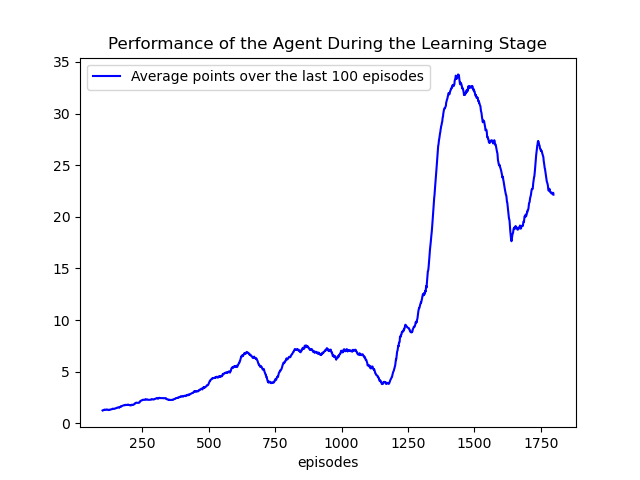 Performance of the Agent During the Learning Stage
Average points over the last 100 episodes
35
30
25
20
15
10
5
0
250 500 750 1000 1250 1500 1750
episodes